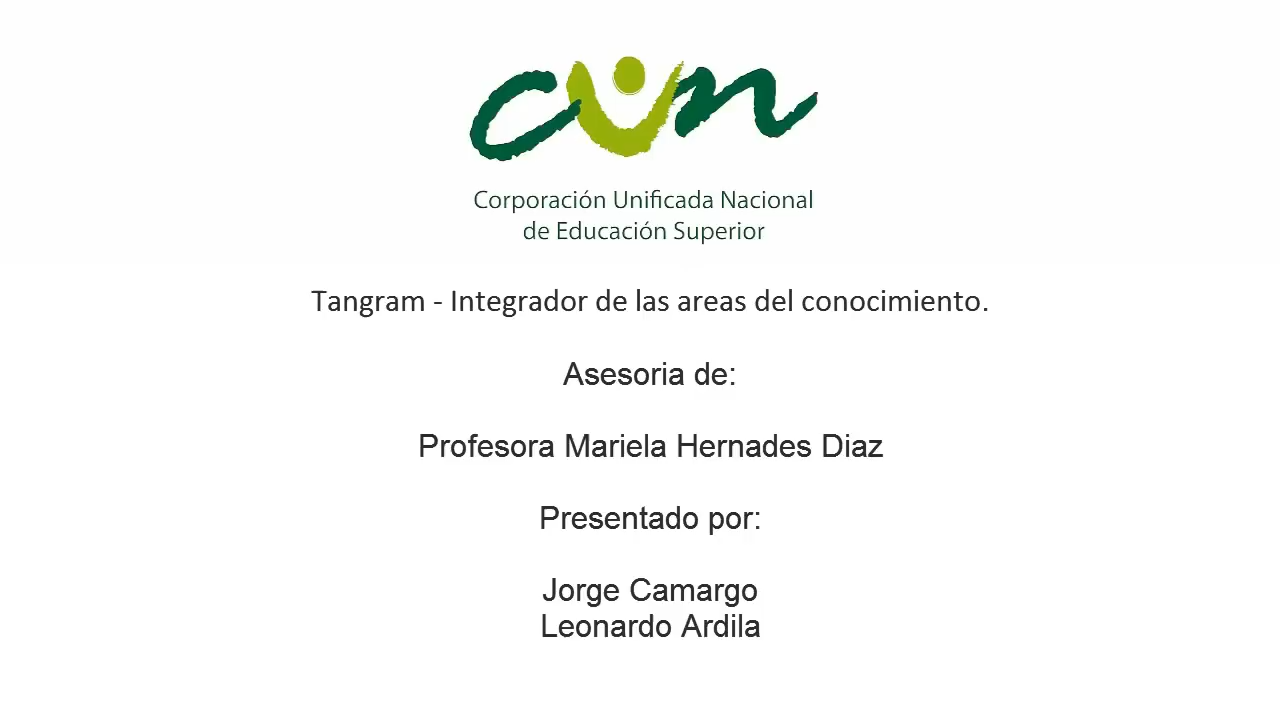 cun
Corporación Unificada Nacional
de Educación Superior
Tangram - Integrador de las areas del conocimiento.
Asesoria de:
Profesora Mariela Hernades Diaz
Presentado por:
Jorge Camargo
Leonardo Ardila